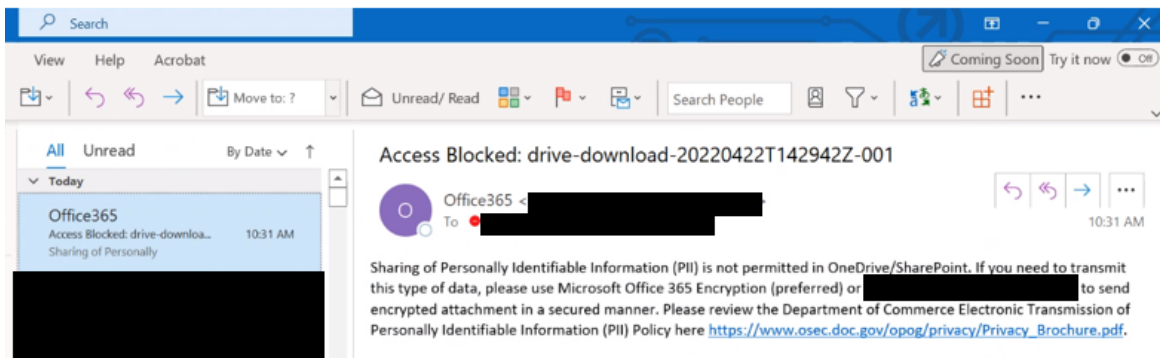 Search
View Help Acrobat
Coming Soon Try it now Off
Move to: ? Unread/ Read Search People
All Unread By Date
Today
Office365
Access Blocked: drive-downloa... 10:31 AM
Sharing of Personally
Access Blocked: drive-download-20220422T142942Z-001
O
Office365 <
To
10:31 AM
Sharing of Personally Identifiable Information (PII) is not permitted in OneDrive/SharePoint. If you need to transmit
this type of data, please use Microsoft Office 365 Encryption (preferred) or to send
encrypted attachment in a secured manner. Please review the Department of Commerce Electronic Transmission of
Personally Identifiable Information (PII) Policy here https://www.osec.doc.gov/opog/privacy/Privacy_Brochure.pdf.